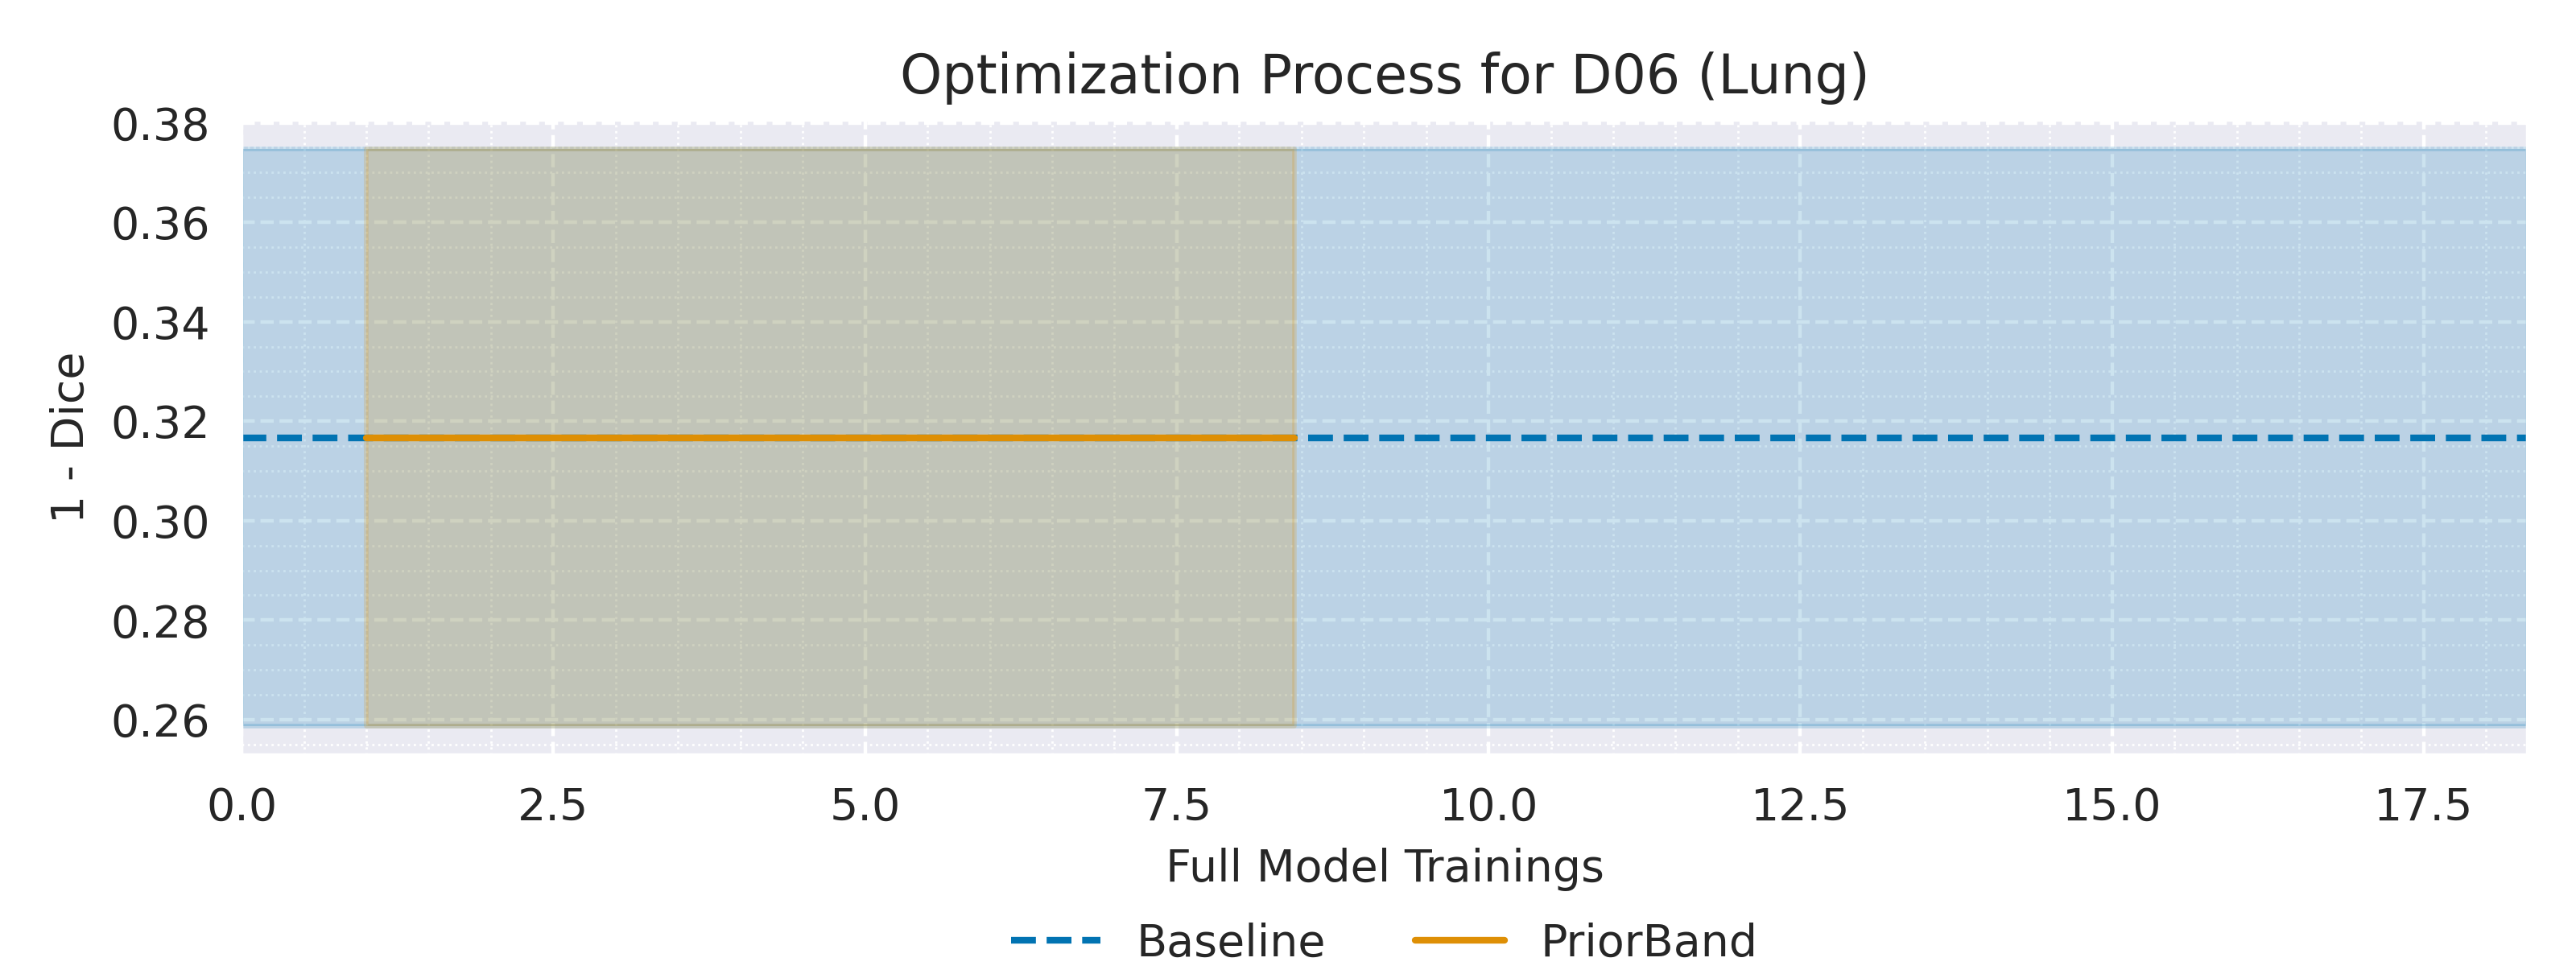 Optimization Process for D06 (Lung)
0.38
0.36
0.34
0.32
0.30
0.28
0.26
1 - Dice
0.0 2.5 5.0 7.5 10.0 12.5 15.0 17.5
Full Model Trainings
Baseline PriorBand